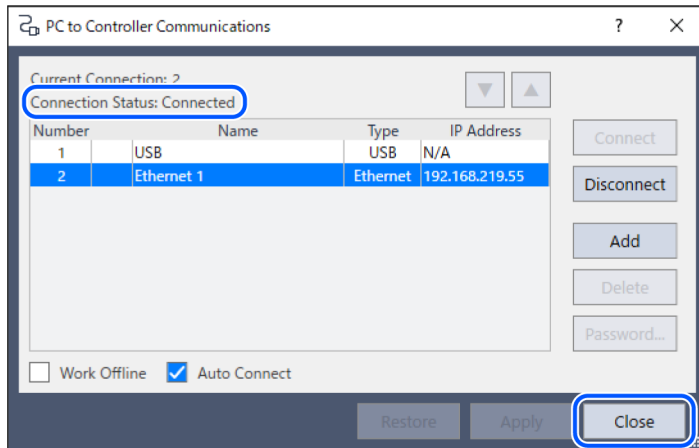 PC to Controller Communications ? ×
Current Connection: 2
Connection Status: Connected
Number Name Type IP Address
1 USB USB N/A
2 Ethernet 1 Ethernet 192.168.219.55
Connect
Disconnect
Add
Delete
Password...
Work Offline Auto Connect
Restore Apply Close